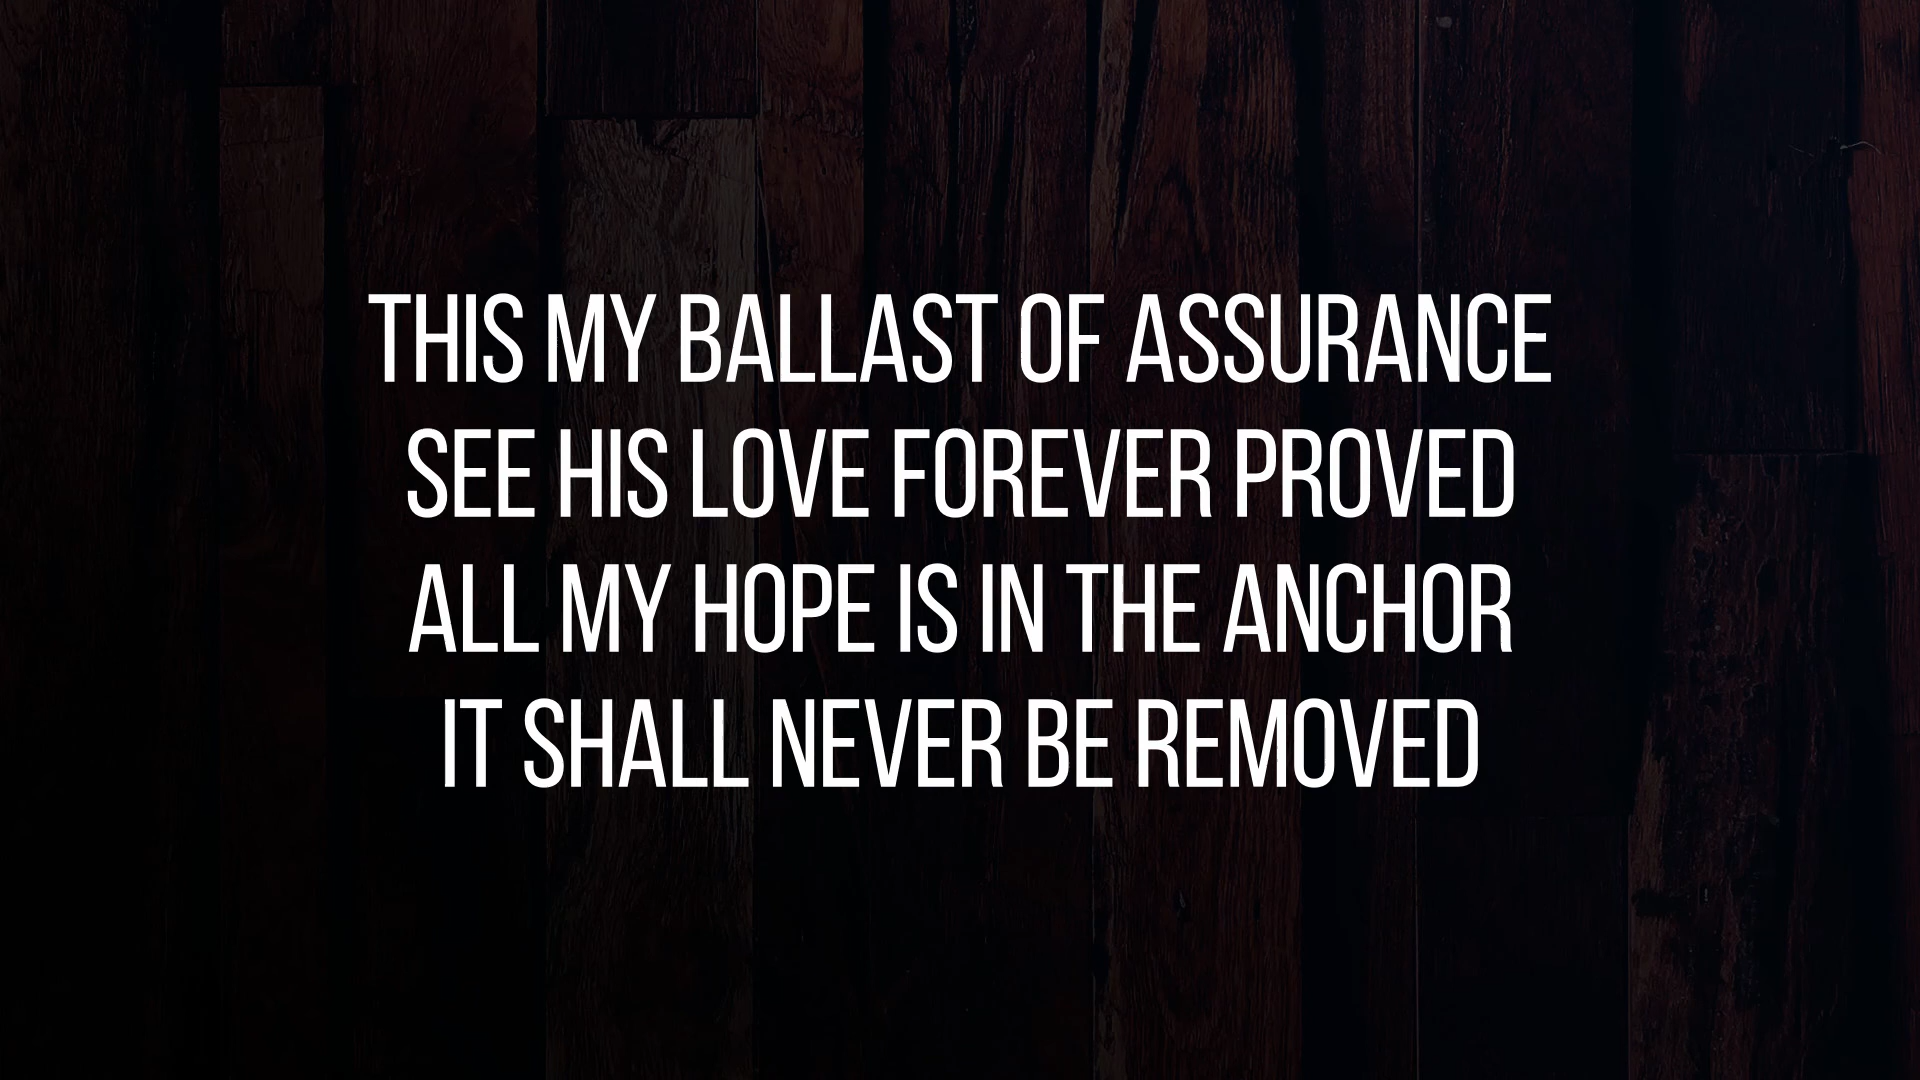 THIS MY BALLAST OF ASSURANCE
SEE HIS LOVE FOREVER PROVED
ALL MY HOPE IS IN THE ANCHOR
IT SHALL NEVER BE REMOVED